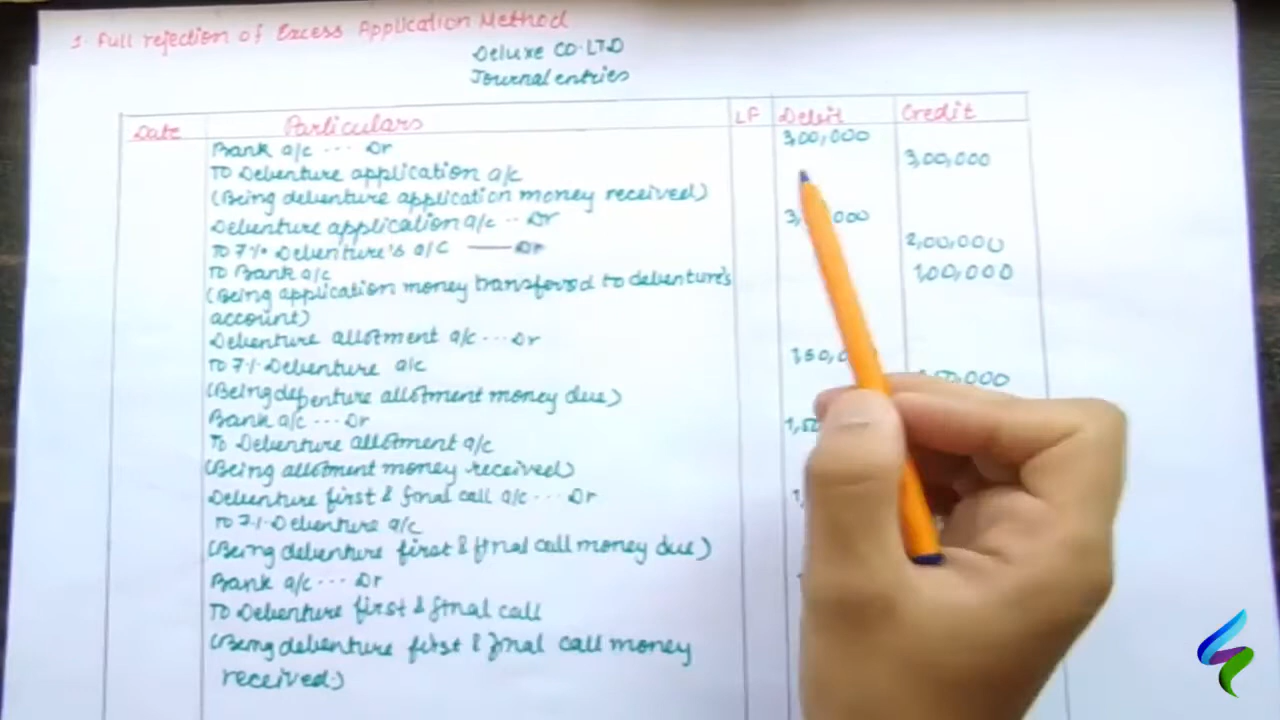 1. Full rejection of Excess Application Method
Deluxe CO. LTD
Journal entries
Date Particulars LF Debit Credit
Bank a/c ... Dr 3,00,000
To Debenture application a/c 3,00,000
(Being debenture application money received)
Debenture application a/c .. Dr
To 7% Debenture's a/c —— Dr 2,00,000
To Bank a/c 1,00,000
(Being application money transferred to debenture's
account)
Debenture allotment a/c ... Dr
To 7% Debenture a/c
(Being debenture allotment money due)
Bank a/c ... Dr
To Debenture allotment a/c
(Being allotment money received)
Debenture first & final call a/c ... Dr
To 7% Debenture a/c
(Being debenture first & final call money due)
Bank a/c ... Dr
To Debenture first & final call
(Being debenture first & final call money
received.)